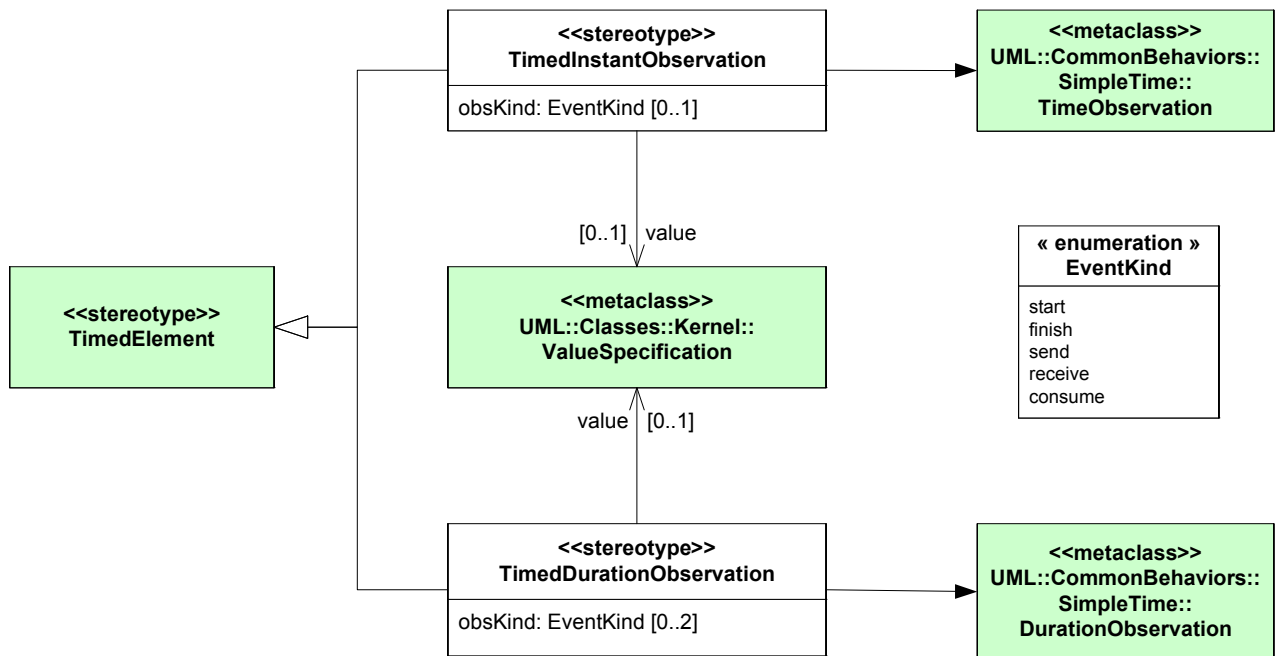 <<stereotype>>
TimedInstantObservation
obsKind: EventKind [0..1]
<<metaclass>>
UML::CommonBehaviors::
SimpleTime::
TimeObservation
[0..1] value
« enumeration »
EventKind
start
finish
send
receive
consume
<<stereotype>>
TimedElement
<<metaclass>>
UML::Classes::Kernel::
ValueSpecification
value [0..1]
<<stereotype>>
TimedDurationObservation
obsKind: EventKind [0..2]
<<metaclass>>
UML::CommonBehaviors::
SimpleTime::
DurationObservation